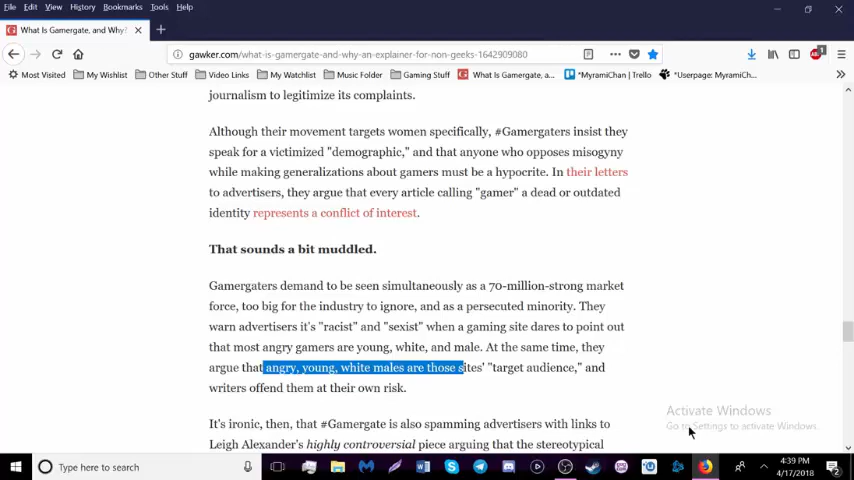 File Edit View History Bookmarks Tools Help
What Is Gamergate, and Why?
gawker.com/what-is-gamergate-and-why-an-explainer-for-non-geeks-1642909080
Most Visited My Wishlist Other Stuff Video Links My Watchlist Music Folder Gaming Stuff What Is Gamergate, a... *MyramiChan | Trello *Userpage: MyramiCh...
journalism to legitimize its complaints.
Although their movement targets women specifically, #Gamergaters insist they
speak for a victimized "demographic," and that anyone who opposes misogyny
while making generalizations about gamers must be a hypocrite. In their letters
to advertisers, they argue that every article calling "gamer" a dead or outdated
identity represents a conflict of interest.
That sounds a bit muddled.
Gamergaters demand to be seen simultaneously as a 70-million-strong market
force, too big for the industry to ignore, and as a persecuted minority. They
warn advertisers it's "racist" and "sexist" when a gaming site dares to point out
that most angry gamers are young, white, and male. At the same time, they
argue that angry, young, white males are those sites' "target audience," and
writers offend them at their own risk.
It's ironic, then, that #Gamergate is also spamming advertisers with links to
Leigh Alexander's highly controversial piece arguing that the stereotypical
Activate Windows
Go to Settings to activate Windows.
Type here to search
4:39 PM
4/17/2018